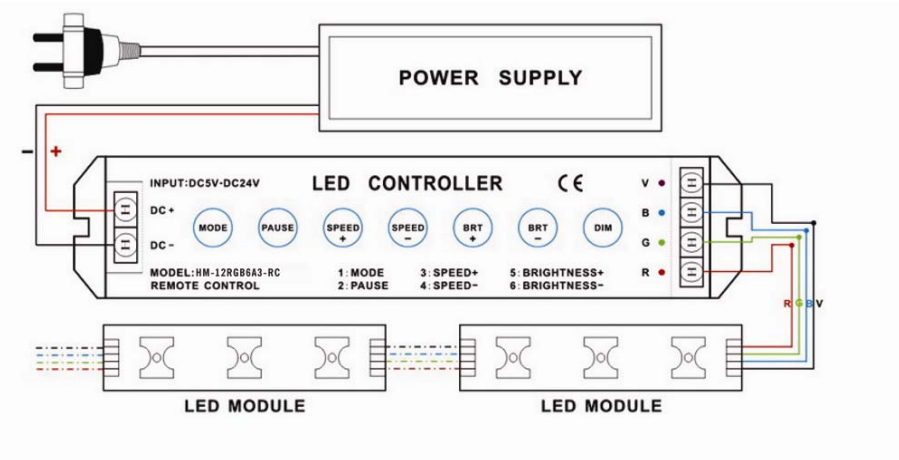 POWER SUPPLY
− +
INPUT:DC5V-DC24V
LED CONTROLLER
CE
V
DC+
B
MODE
PAUSE
SPEED
+
SPEED
−
BRT
+
BRT
−
DIM
DC−
G
MODEL:HM-12RGB6A3-RC
REMOTE CONTROL
1:MODE
2:PAUSE
3:SPEED+
4:SPEED−
5:BRIGHTNESS+
6:BRIGHTNESS−
R
R G B V
LED MODULE
LED MODULE